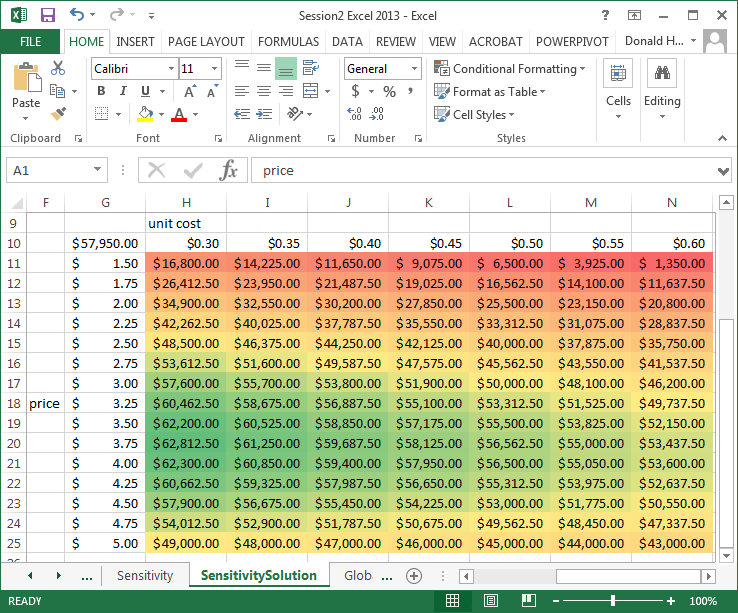 Session2 Excel 2013 - Excel
FILE HOME INSERT PAGE LAYOUT FORMULAS DATA REVIEW VIEW ACROBAT POWERPIVOT Donald H...
Calibri 11 General Conditional Formatting
Paste B I U A A $ % , Format as Table Cells Editing
A .00 .00 Cell Styles
Clipboard Font Alignment Number Styles
A1 fx price
F G H I J K L M N
9 unit cost
10 $57,950.00 $0.30 $0.35 $0.40 $0.45 $0.50 $0.55 $0.60
11 $ 1.50 $16,800.00 $14,225.00 $11,650.00 $ 9,075.00 $ 6,500.00 $ 3,925.00 $ 1,350.00
12 $ 1.75 $26,412.50 $23,950.00 $21,487.50 $19,025.00 $16,562.50 $14,100.00 $11,637.50
13 $ 2.00 $34,900.00 $32,550.00 $30,200.00 $27,850.00 $25,500.00 $23,150.00 $20,800.00
14 $ 2.25 $42,262.50 $40,025.00 $37,787.50 $35,550.00 $33,312.50 $31,075.00 $28,837.50
15 $ 2.50 $48,500.00 $46,375.00 $44,250.00 $42,125.00 $40,000.00 $37,875.00 $35,750.00
16 $ 2.75 $53,612.50 $51,600.00 $49,587.50 $47,575.00 $45,562.50 $43,550.00 $41,537.50
17 $ 3.00 $57,600.00 $55,700.00 $53,800.00 $51,900.00 $50,000.00 $48,100.00 $46,200.00
18 price $ 3.25 $60,462.50 $58,675.00 $56,887.50 $55,100.00 $53,312.50 $51,525.00 $49,737.50
19 $ 3.50 $62,200.00 $60,525.00 $58,850.00 $57,175.00 $55,500.00 $53,825.00 $52,150.00
20 $ 3.75 $62,812.50 $61,250.00 $59,687.50 $58,125.00 $56,562.50 $55,000.00 $53,437.50
21 $ 4.00 $62,300.00 $60,850.00 $59,400.00 $57,950.00 $56,500.00 $55,050.00 $53,600.00
22 $ 4.25 $60,662.50 $59,325.00 $57,987.50 $56,650.00 $55,312.50 $53,975.00 $52,637.50
23 $ 4.50 $57,900.00 $56,675.00 $55,450.00 $54,225.00 $53,000.00 $51,775.00 $50,550.00
24 $ 4.75 $54,012.50 $52,900.00 $51,787.50 $50,675.00 $49,562.50 $48,450.00 $47,337.50
25 $ 5.00 $49,000.00 $48,000.00 $47,000.00 $46,000.00 $45,000.00 $44,000.00 $43,000.00
... Sensitivity SensitivitySolution Glob ...
READY 100%